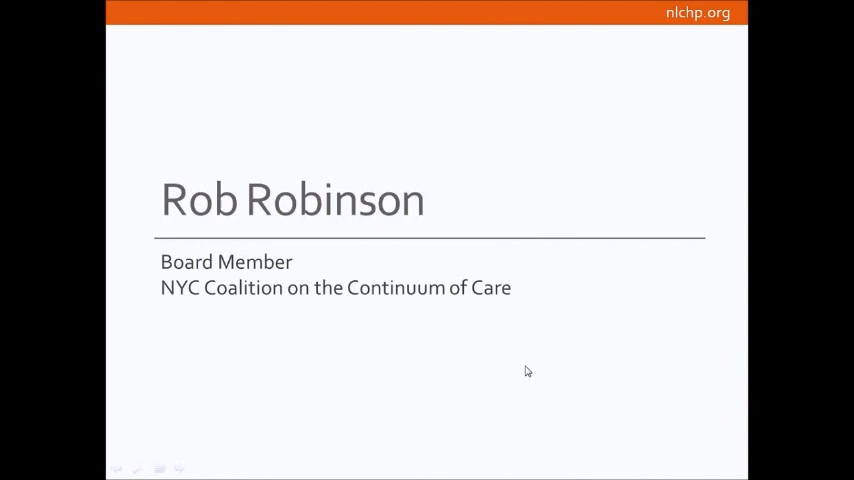 nlchp.org
Rob Robinson
Board Member
NYC Coalition on the Continuum of Care